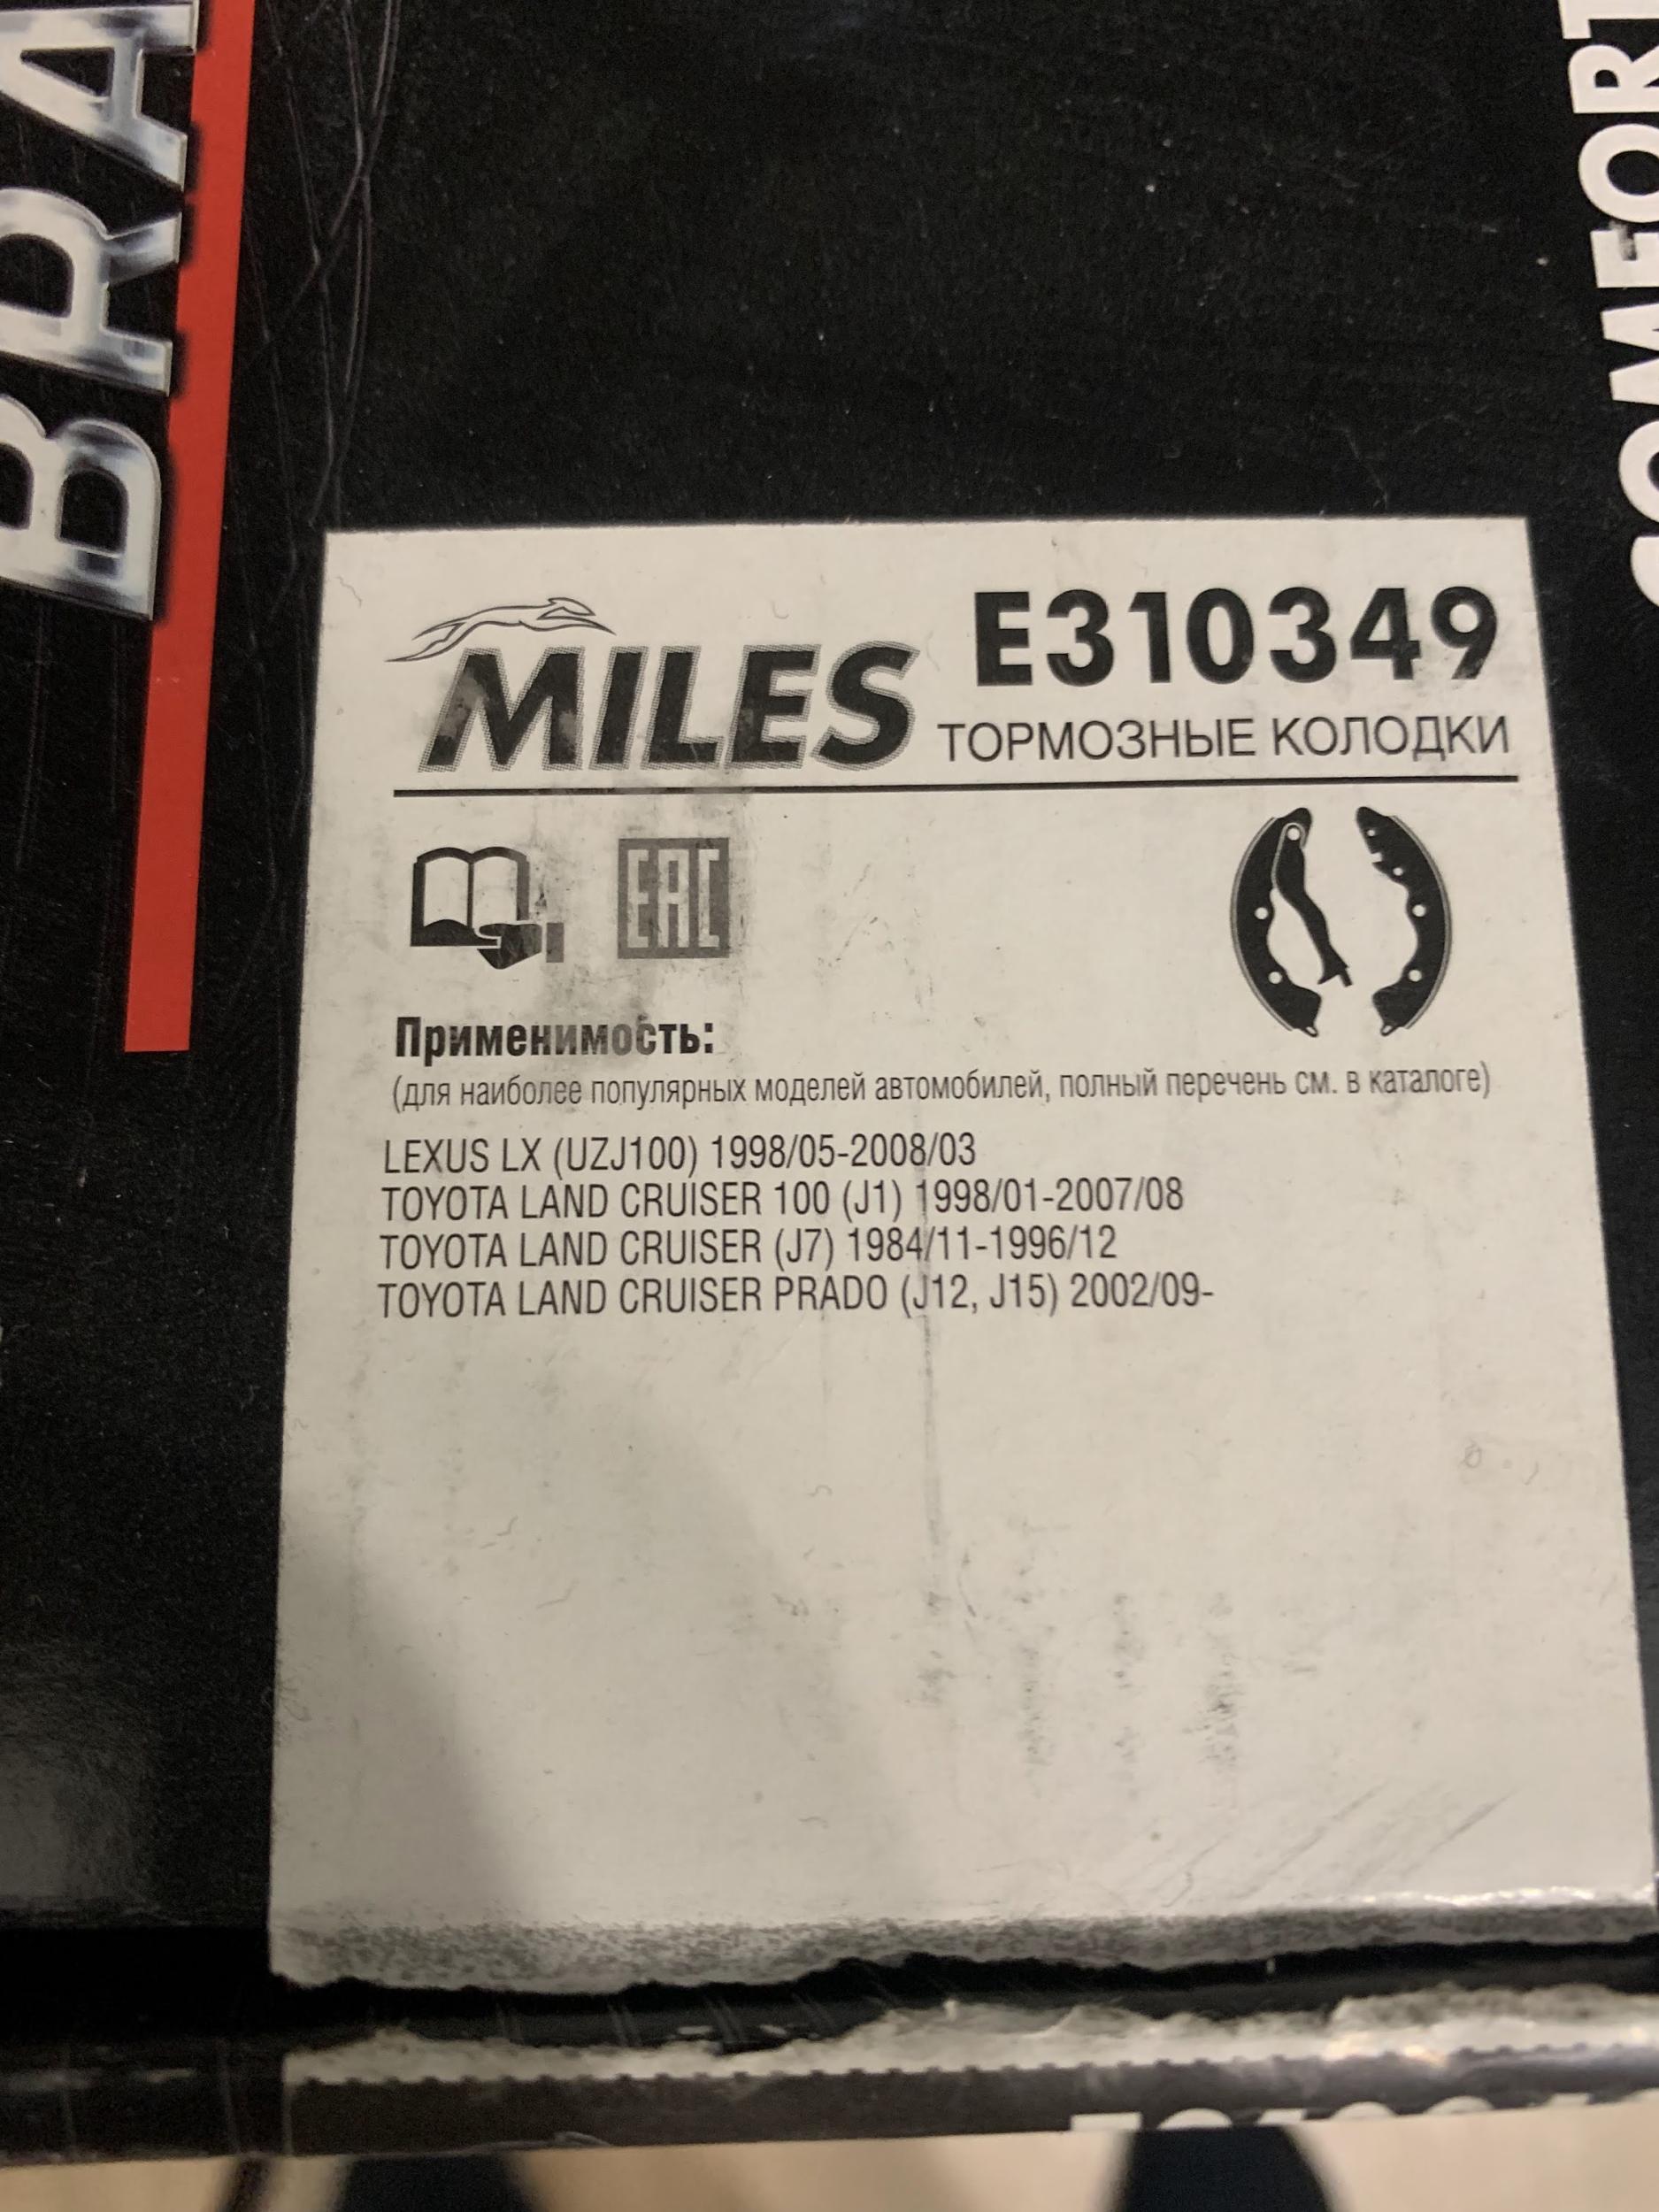 BRA
COMFORT
MILES
E310349
ТОРМОЗНЫЕ КОЛОДКИ
EAC
Применимость:
(для наиболее популярных моделей автомобилей, полный перечень см. в каталоге)
LEXUS LX (UZJ100) 1998/05-2008/03
TOYOTA LAND CRUISER 100 (J1) 1998/01-2007/08
TOYOTA LAND CRUISER (J7) 1984/11-1996/12
TOYOTA LAND CRUISER PRADO (J12, J15) 2002/09-